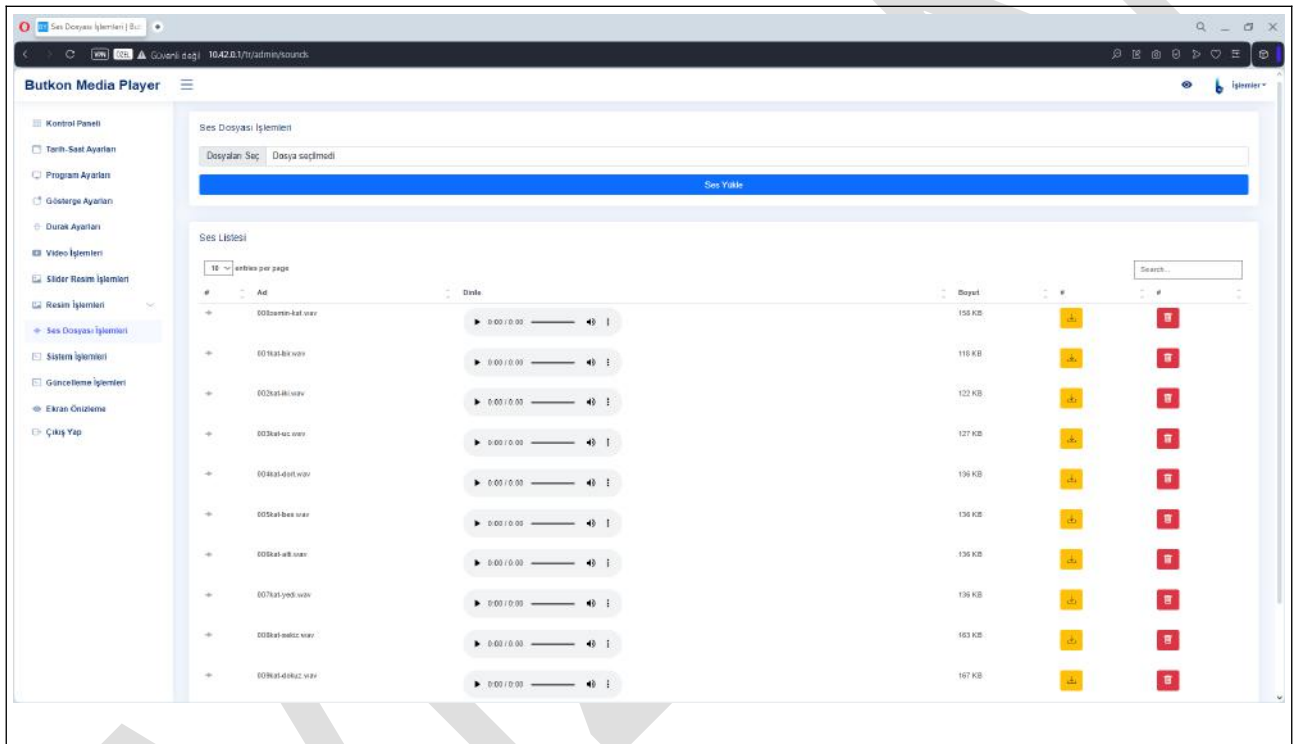 Ses Dosyası İşlemleri | But
VPN ÖZEL Güvenli değil 10.42.0.1/tr/admin/sounds
Butkon Media Player
İşlemler
Kontrol Paneli
Tarih-Saat Ayarları
Program Ayarları
Gösterge Ayarları
Durak Ayarları
Video İşlemleri
Slider Resim İşlemleri
Resim İşlemleri
Ses Dosyası İşlemleri
Sistem İşlemleri
Güncelleme İşlemleri
Ekran Önizleme
Çıkış Yap
Ses Dosyası İşlemleri
Dosyaları Seç Dosya seçilmedi
Ses Yükle
Ses Listesi
10 entries per page Search...
# Ad Dinle Boyut # #
000zemin-kat.wav 0:00 / 0:00 158 KB
001kat-bir.wav 0:00 / 0:00 116 KB
002kat-iki.wav 0:00 / 0:00 122 KB
003kat-uc.wav 0:00 / 0:00 127 KB
004kat-dort.wav 0:00 / 0:00 136 KB
005kat-bes.wav 0:00 / 0:00 136 KB
006kat-alti.wav 0:00 / 0:00 136 KB
007kat-yedi.wav 0:00 / 0:00 136 KB
008kat-sekiz.wav 0:00 / 0:00 163 KB
009kat-dokuz.wav 0:00 / 0:00 167 KB